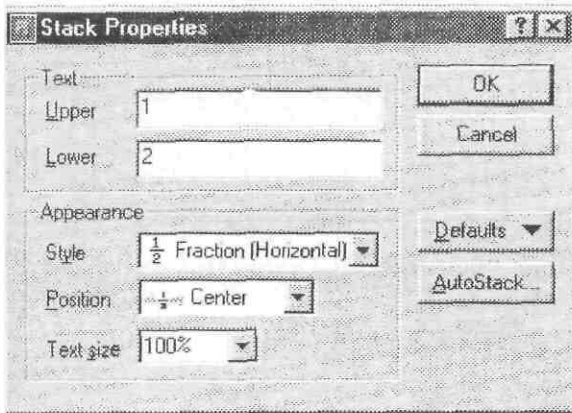 Stack Properties
Text
Upper 1
Lower 2
OK
Cancel
Appearance
Style 1/2 Fraction (Horizontal)
Position Center
Text size 100%
Defaults
AutoStack...